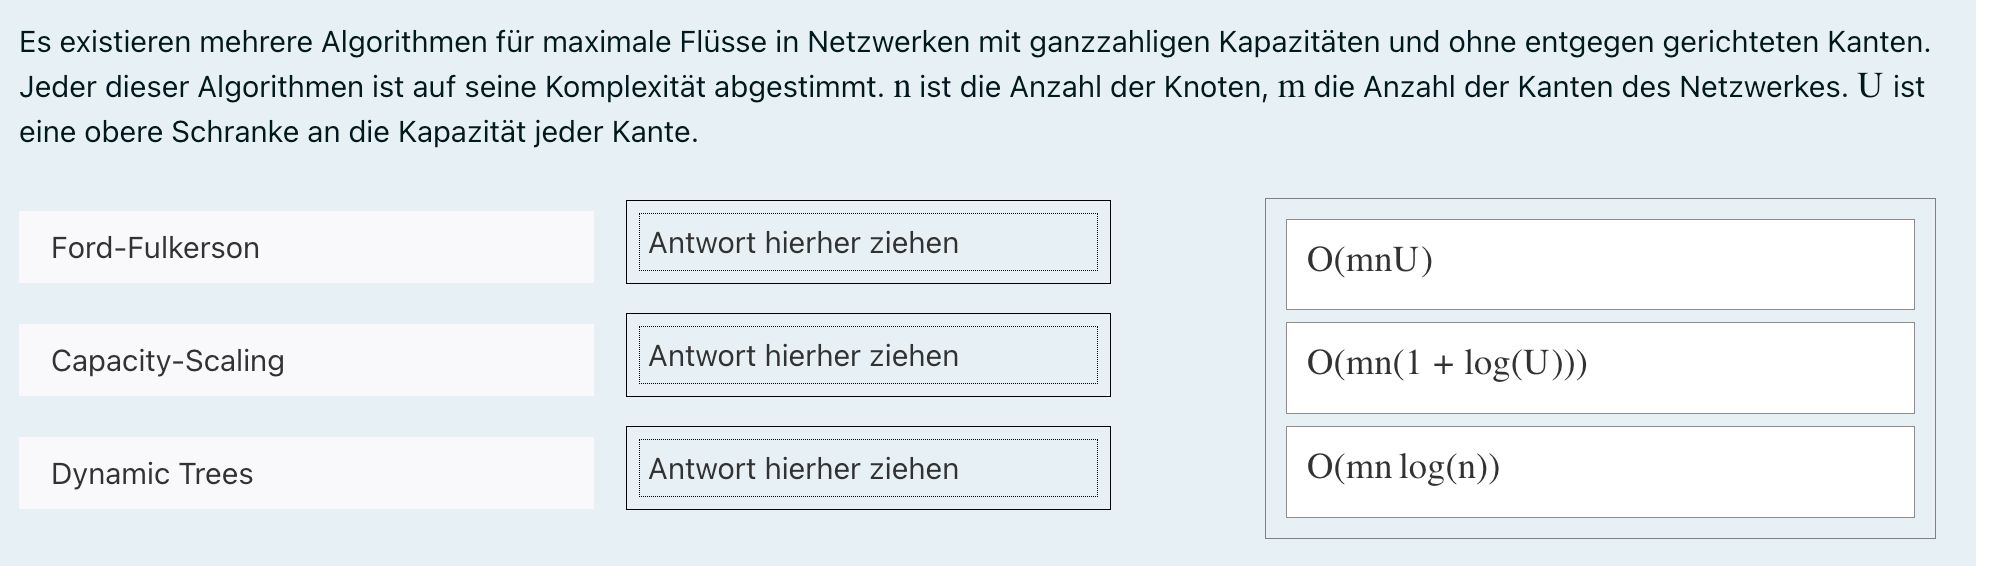 Es existieren mehrere Algorithmen für maximale Flüsse in Netzwerken mit ganzzahligen Kapazitäten und ohne entgegen gerichteten Kanten.
Jeder dieser Algorithmen ist auf seine Komplexität abgestimmt. n ist die Anzahl der Knoten, m die Anzahl der Kanten des Netzwerkes. U ist
eine obere Schranke an die Kapazität jeder Kante.
Ford-Fulkerson
Antwort hierher ziehen
Capacity-Scaling
Antwort hierher ziehen
Dynamic Trees
Antwort hierher ziehen
O(mnU)
O(mn(1 + log(U)))
O(mn log(n))